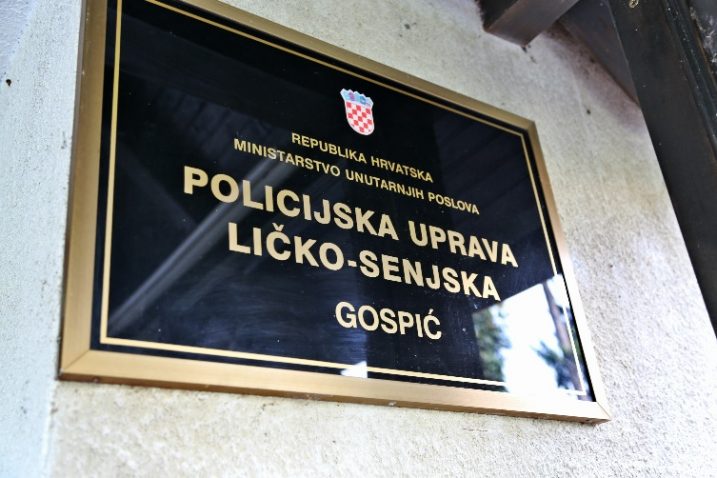 REPUBLIKA HRVATSKA
MINISTARSTVO UNUTARNJIH POSLOVA
POLICIJSKA UPRAVA
LIČKO-SENJSKA
GOSPIĆ